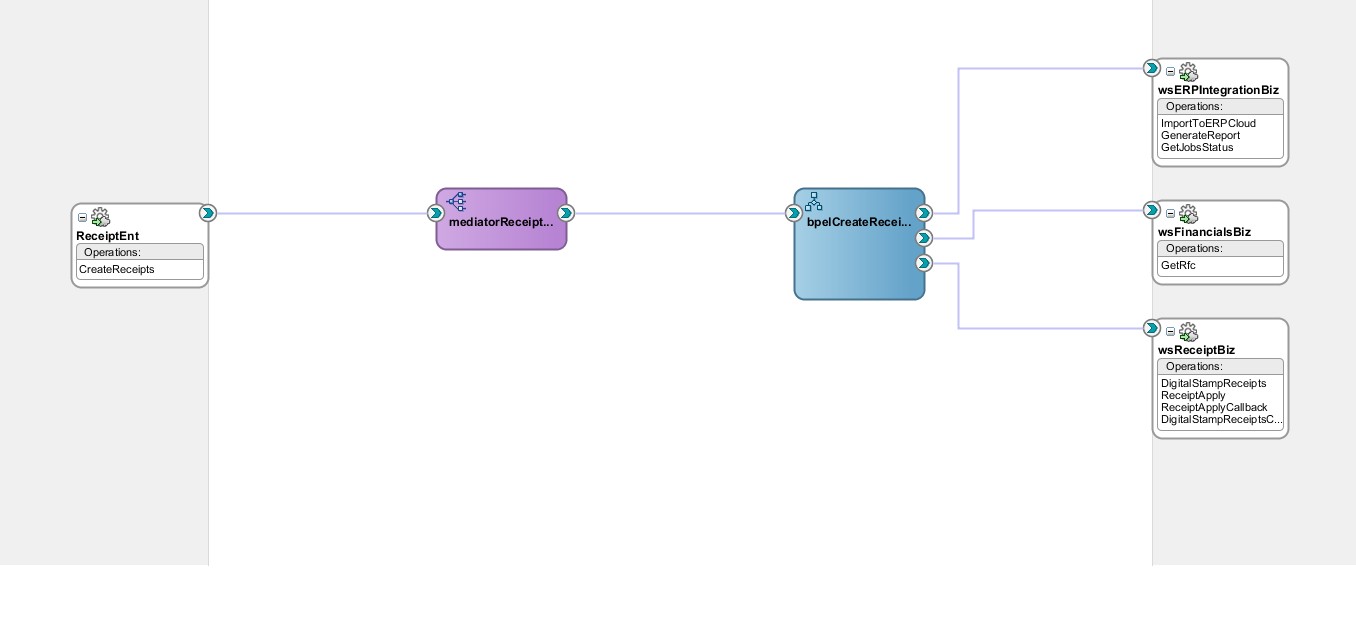 ReceiptEnt
Operations:
CreateReceipts
mediatorReceipt...
bpelCreateRecei...
wsERPIntegrationBiz
Operations:
ImportToERPCloud
GenerateReport
GetJobsStatus
wsFinancialsBiz
Operations:
GetRfc
wsReceiptBiz
Operations:
DigitalStampReceipts
ReceiptApply
ReceiptApplyCallback
DigitalStampReceiptsC...